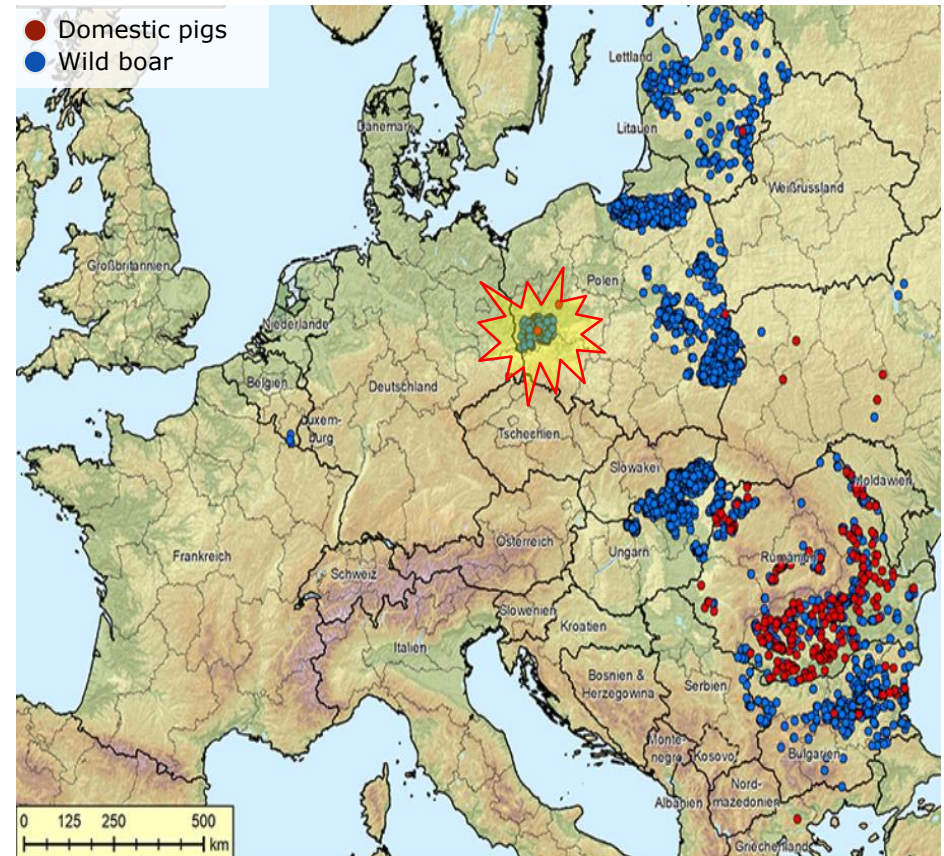 Domestic pigs
Wild boar
Lettland
Dänemark
Litauen
Weißrussland
Großbritannien
Polen
Niederlande
Belgien
Deutschland
Luxem-
burg
Tschechien
Slowakei
Moldawien
Frankreich
Österreich
Ungarn
Rumänien
Schweiz
Slowenien
Kroatien
Italien
Bosnien &
Herzegowina
Serbien
Monte-
negro
Kosovo
Bulgarien
Nord-
mazedonien
Albanien
Griechenland
0 125 250 500
km